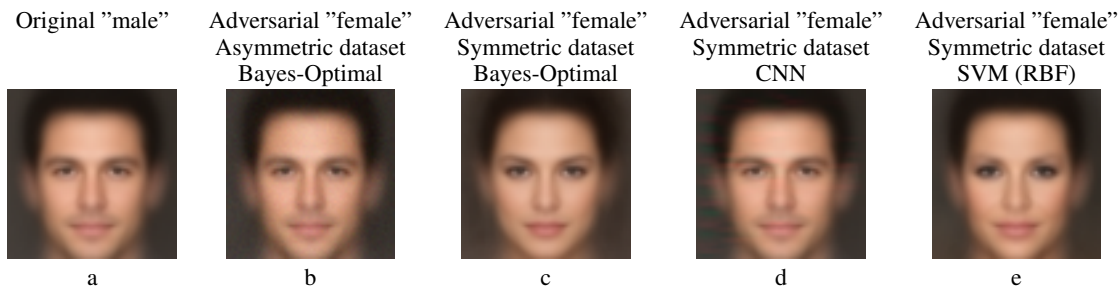 Original ”male”
Adversarial ”female”
Asymmetric dataset
Bayes-Optimal
Adversarial ”female”
Symmetric dataset
Bayes-Optimal
Adversarial ”female”
Symmetric dataset
CNN
Adversarial ”female”
Symmetric dataset
SVM (RBF)
a
b
c
d
e